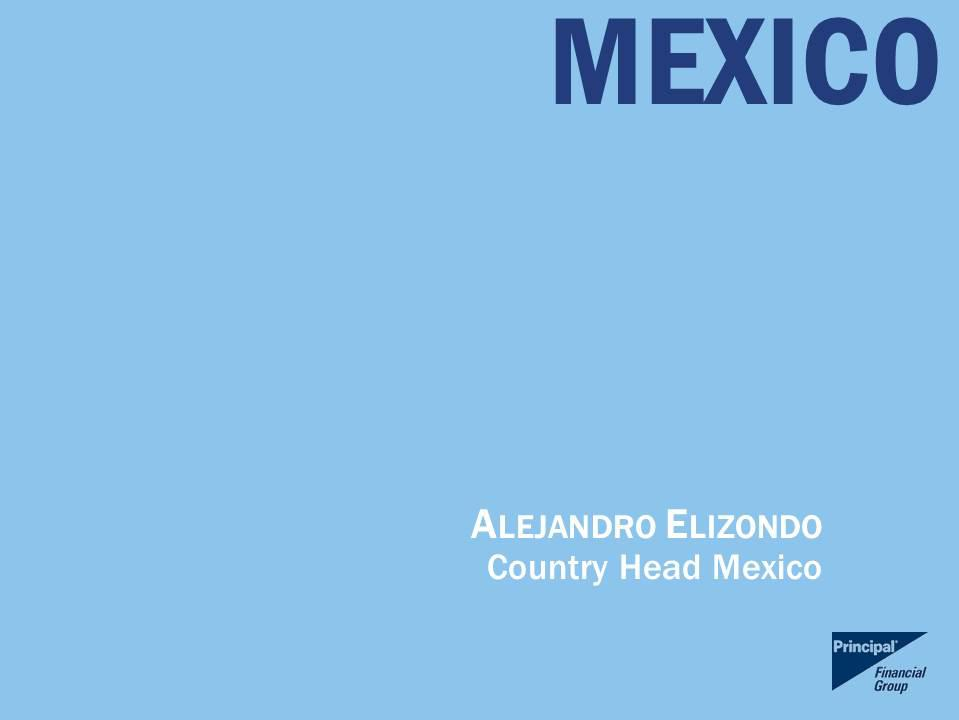 MEXICO
ALEJANDRO ELIZONDO
Country Head Mexico
Principal®
Financial
Group